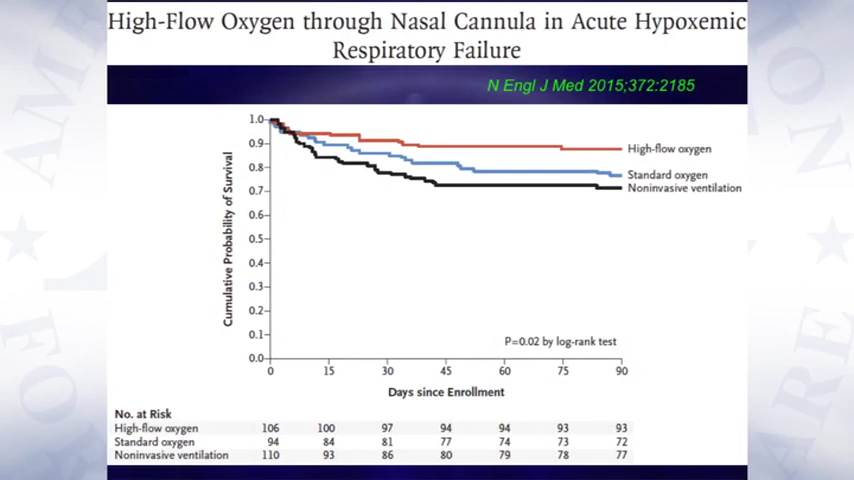 High-Flow Oxygen through Nasal Cannula in Acute Hypoxemic
Respiratory Failure
N Engl J Med 2015;372:2185
1.0
0.9
0.8
0.7
0.6
0.5
0.4
0.3
0.2
0.1
0.0
Cumulative Probability of Survival
High-flow oxygen
Standard oxygen
Noninvasive ventilation
P=0.02 by log-rank test
0 15 30 45 60 75 90
Days since Enrollment
No. at Risk
High-flow oxygen 106 100 97 94 94 93 93
Standard oxygen 94 84 81 77 74 73 72
Noninvasive ventilation 110 93 86 80 79 78 77